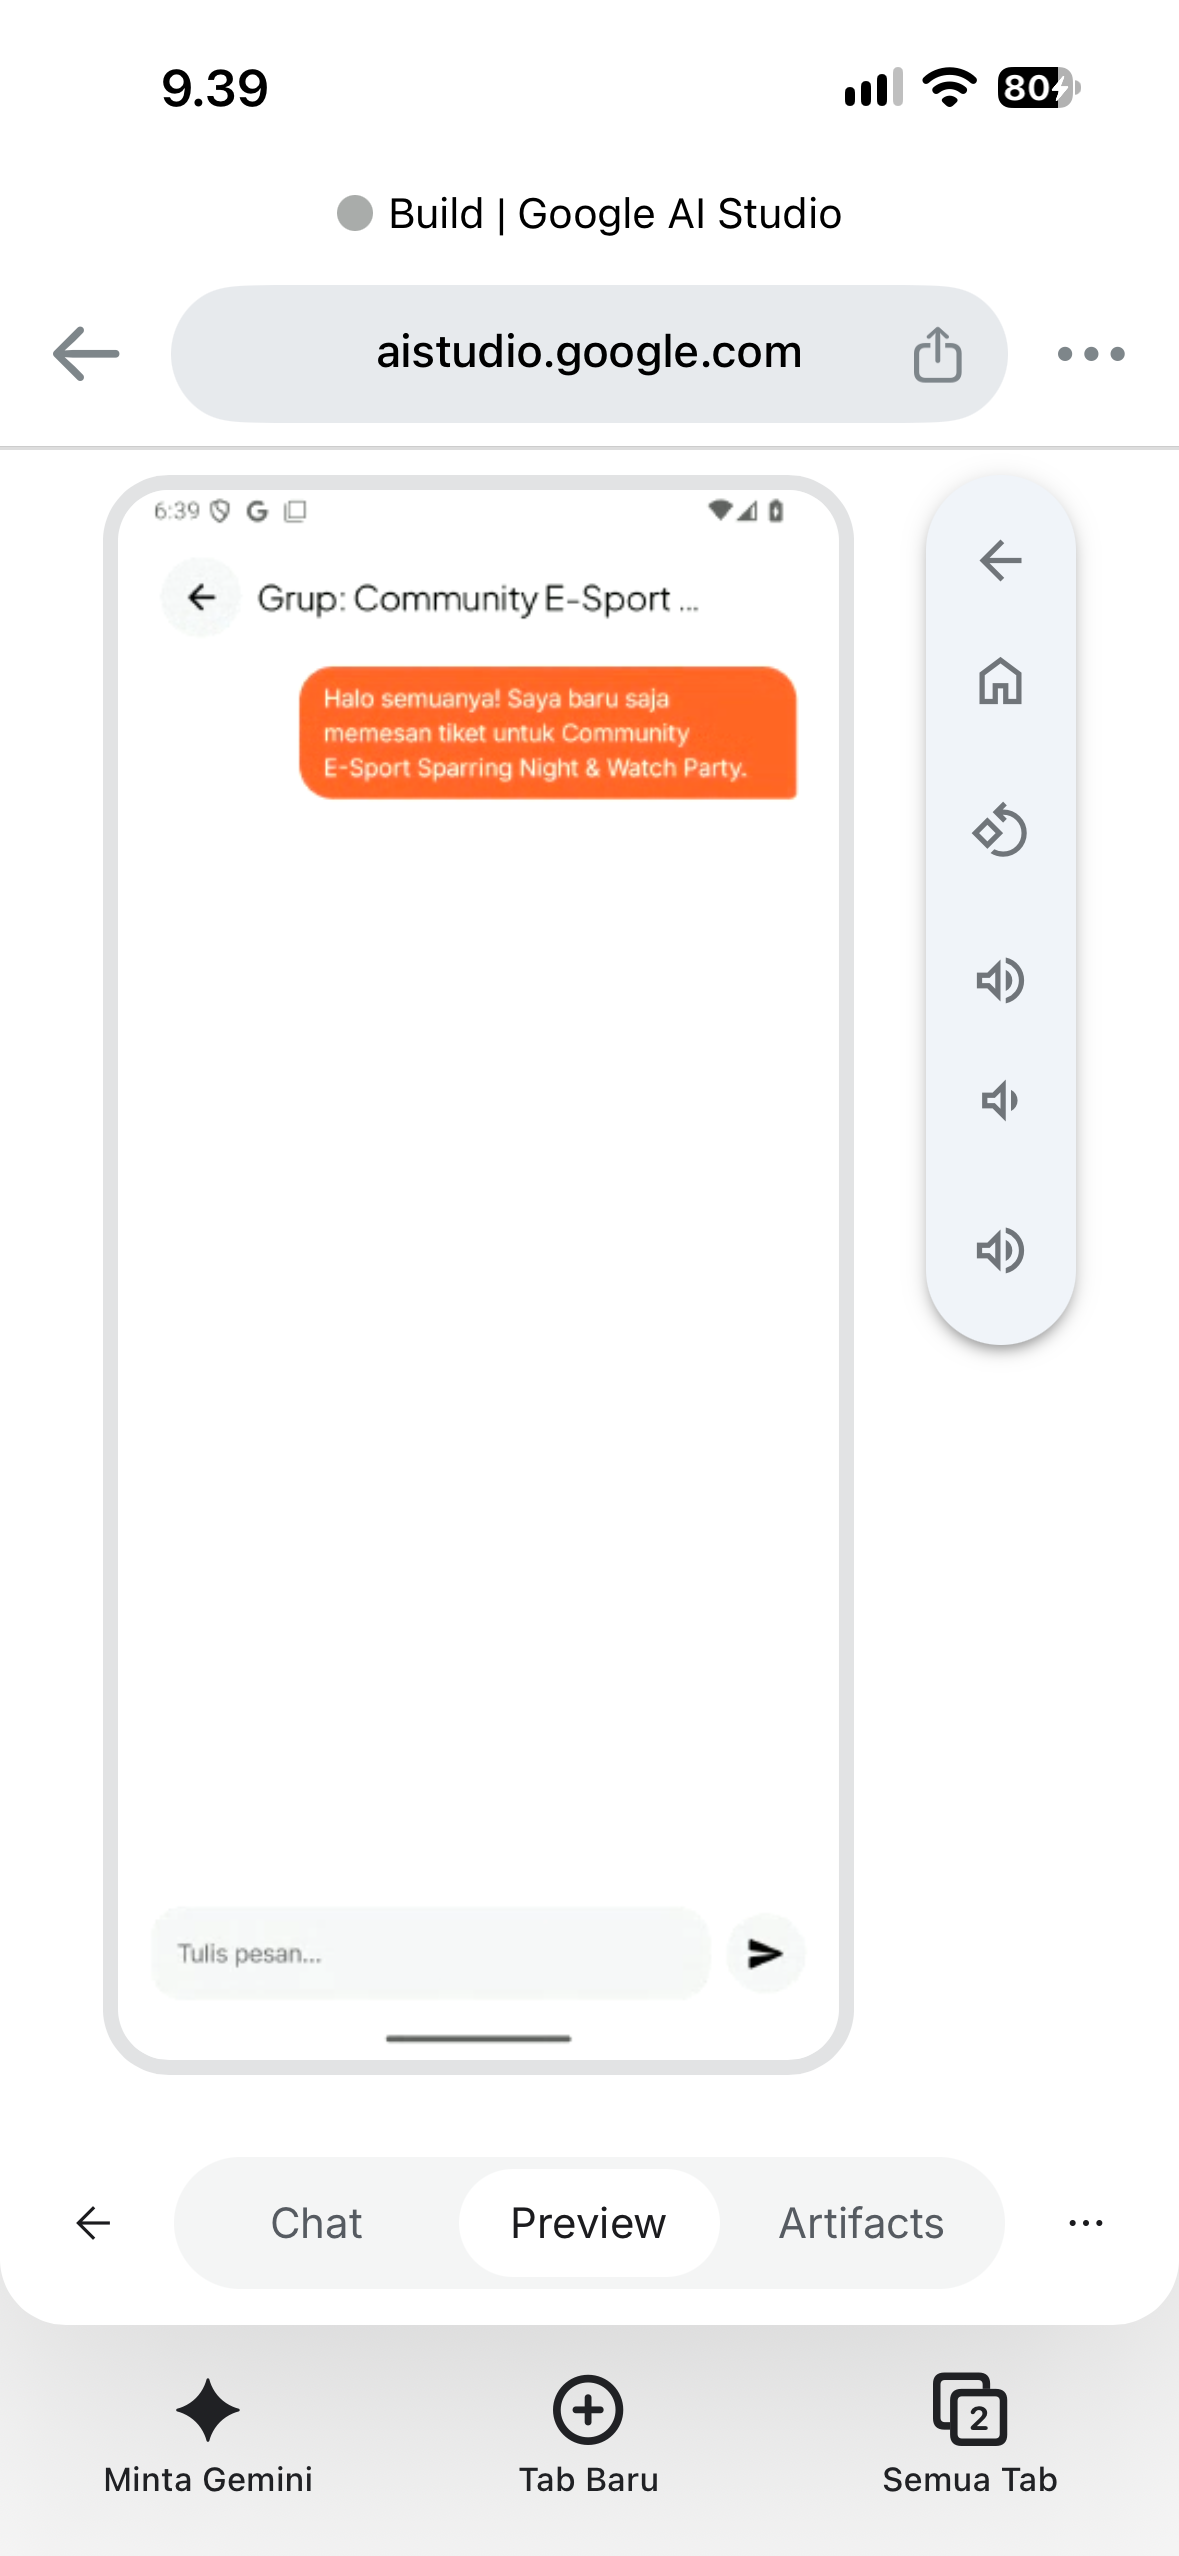 9.39
80
Build | Google AI Studio
aistudio.google.com
6:39 G
Grup: Community E-Sport ...
Halo semuanya! Saya baru saja
memesan tiket untuk Community
E-Sport Sparring Night & Watch Party.
Tulis pesan...
Chat Preview Artifacts
2
Minta Gemini Tab Baru Semua Tab